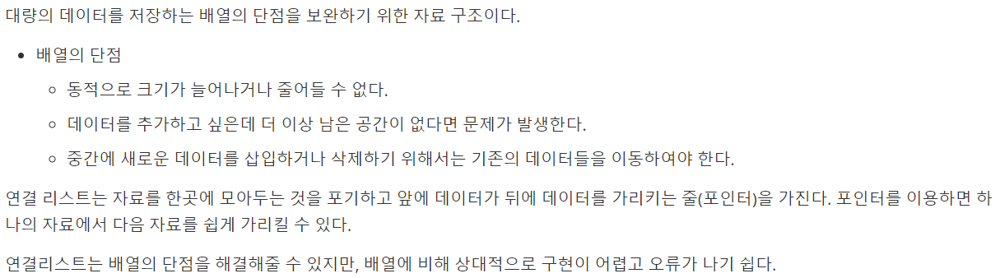 대량의 데이터를 저장하는 배열의 단점을 보완하기 위한 자료 구조이다.
배열의 단점
동적으로 크기가 늘어나거나 줄어들 수 없다.
데이터를 추가하고 싶은데 더 이상 남은 공간이 없다면 문제가 발생한다.
중간에 새로운 데이터를 삽입하거나 삭제하기 위해서는 기존의 데이터들을 이동하여야 한다.
연결 리스트는 자료를 한곳에 모아두는 것을 포기하고 앞에 데이터가 뒤에 데이터를 가리키는 줄(포인터)을 가진다. 포인터를 이용하면 하
나의 자료에서 다음 자료를 쉽게 가리킬 수 있다.
연결리스트는 배열의 단점을 해결해줄 수 있지만, 배열에 비해 상대적으로 구현이 어렵고 오류가 나기 쉽다.